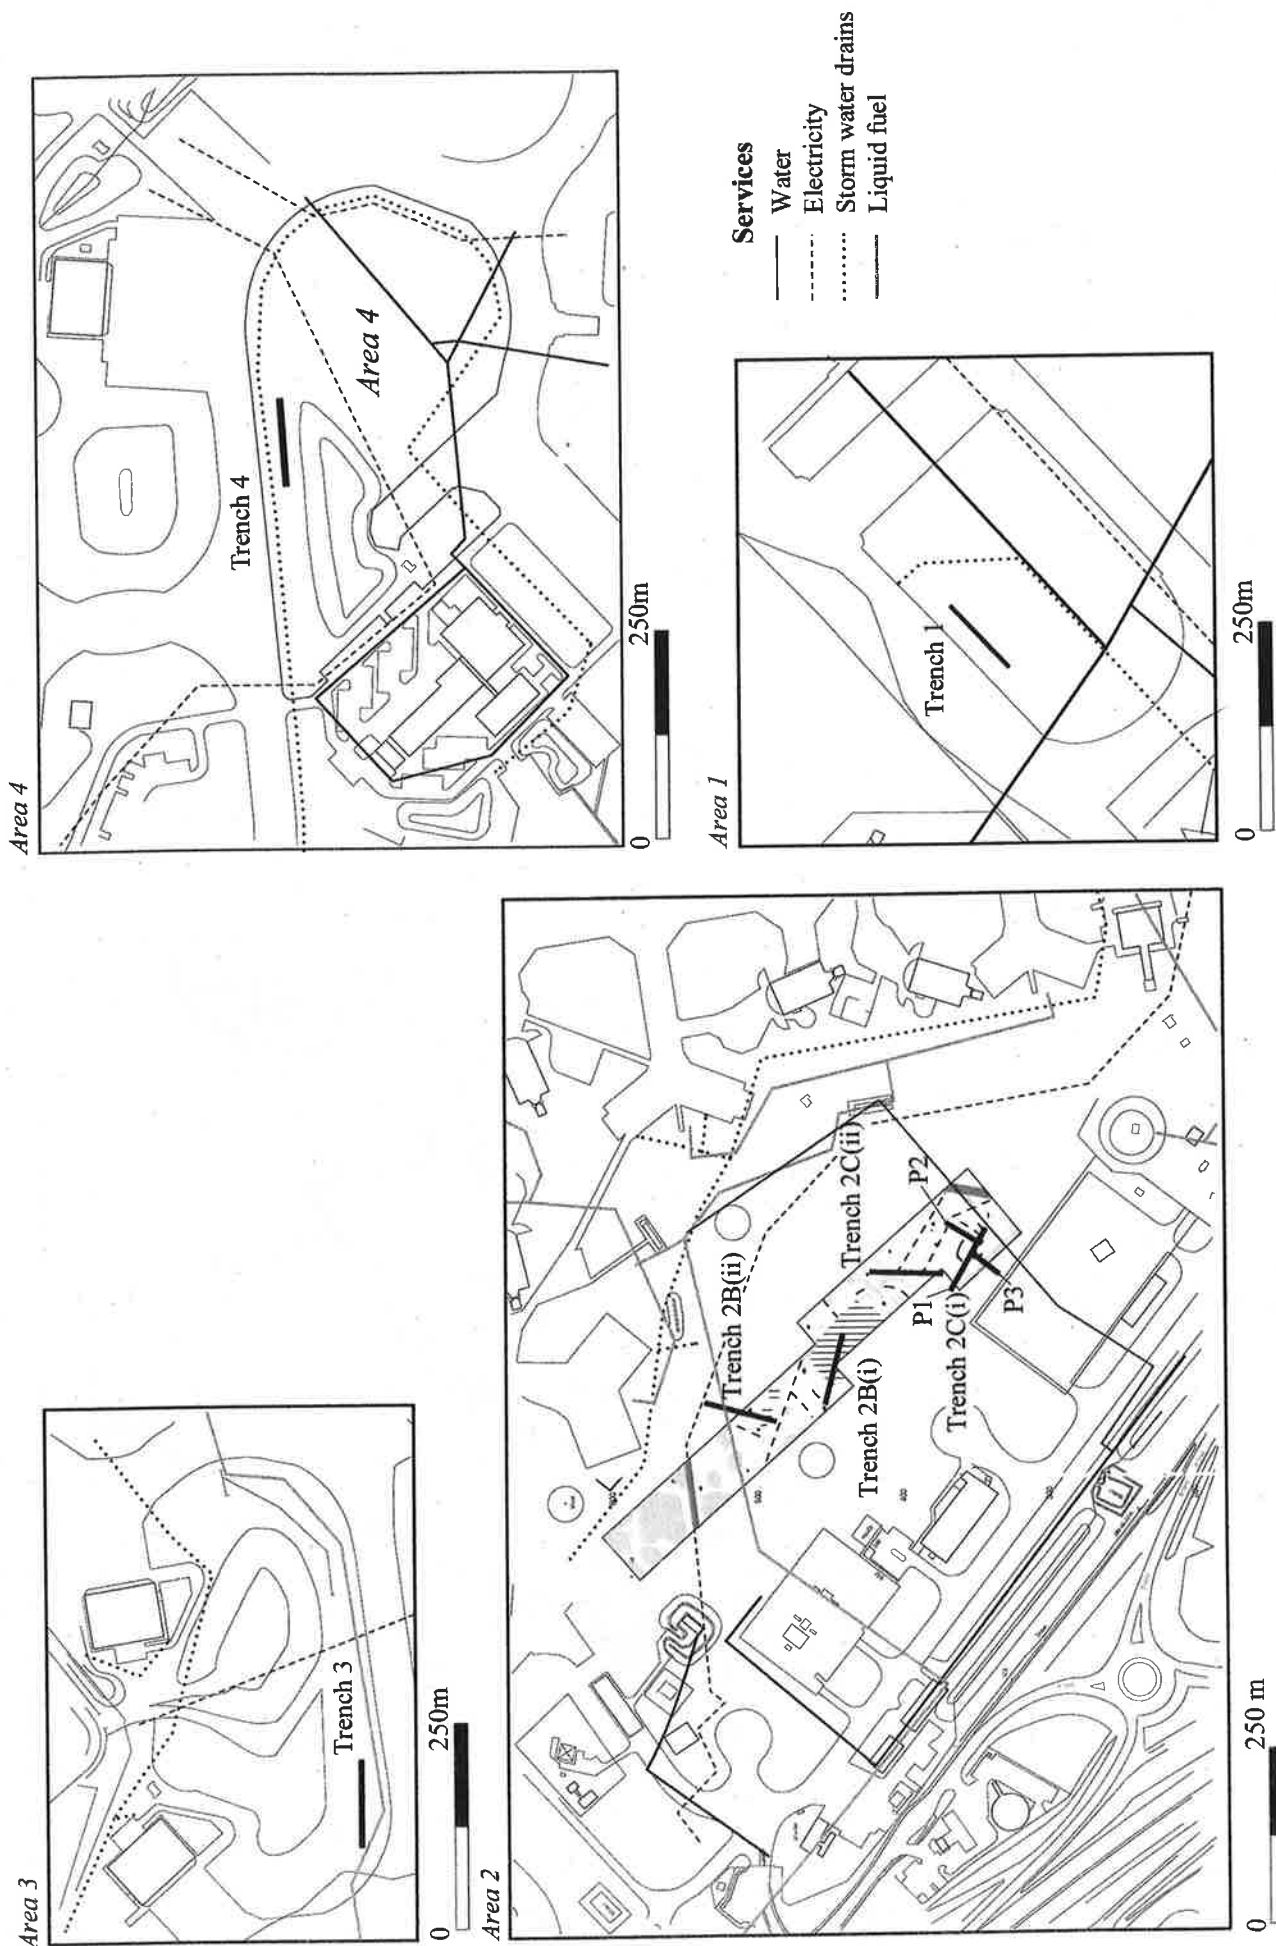 Area 3
Trench 3
0
250m
Area 4
Trench 4
Area 4
0
250m
Area 2
Trench 2B(ii)
Trench 2C(ii)
P2
P1
P3
Trench 2C(i)
Trench 2B(i)
500
400
0
250 m
Area 1
Trench 1
0
250m
Services
Water
Electricity
Storm water drains
Liquid fuel